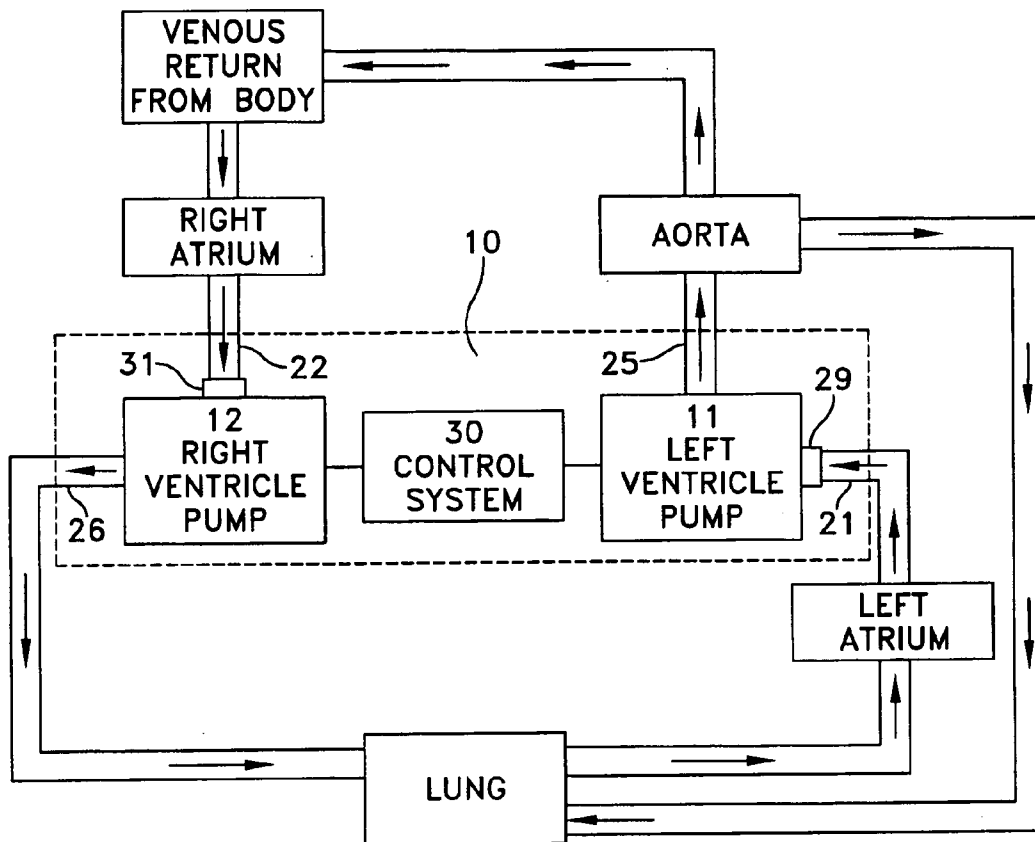 VENOUS
RETURN
FROM BODY
RIGHT
ATRIUM
AORTA
10
31
22
25
29
12
RIGHT
VENTRICLE
PUMP
30
CONTROL
SYSTEM
11
LEFT
VENTRICLE
PUMP
26
21
LEFT
ATRIUM
LUNG